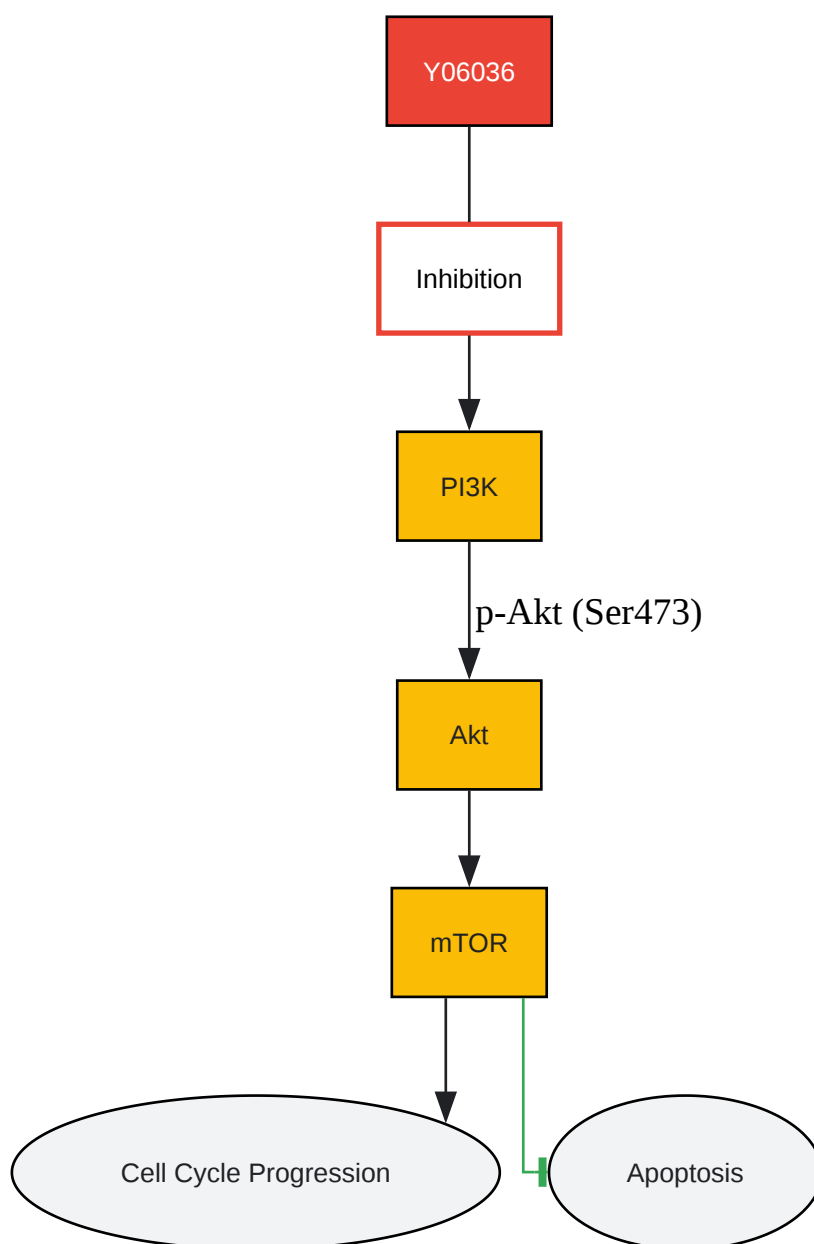 Y06036
Inhibition
PI3K
p-Akt (Ser473)
Akt
mTOR
Cell Cycle Progression
Apoptosis